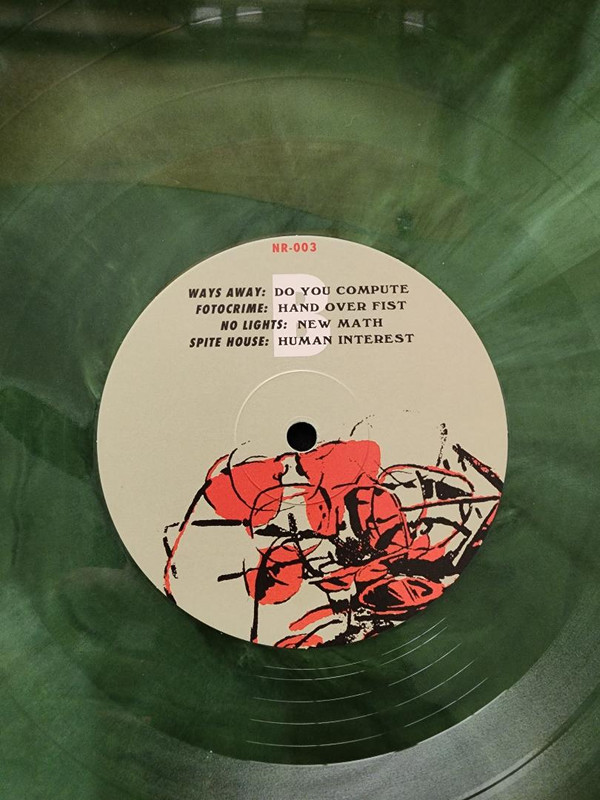 NR-003
B
WAYS AWAY: DO YOU COMPUTE
FOTOCRIME: HAND OVER FIST
NO LIGHTS: NEW MATH
SPITE HOUSE: HUMAN INTEREST